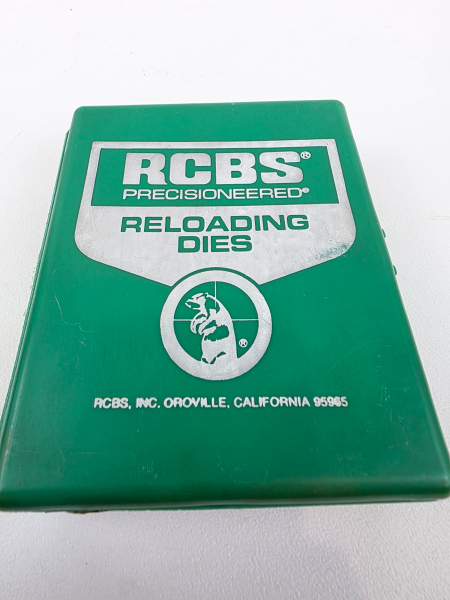 RCBS®
PRECISIONEERED®
RELOADING
DIES
®
RCBS, INC. OROVILLE, CALIFORNIA 95965